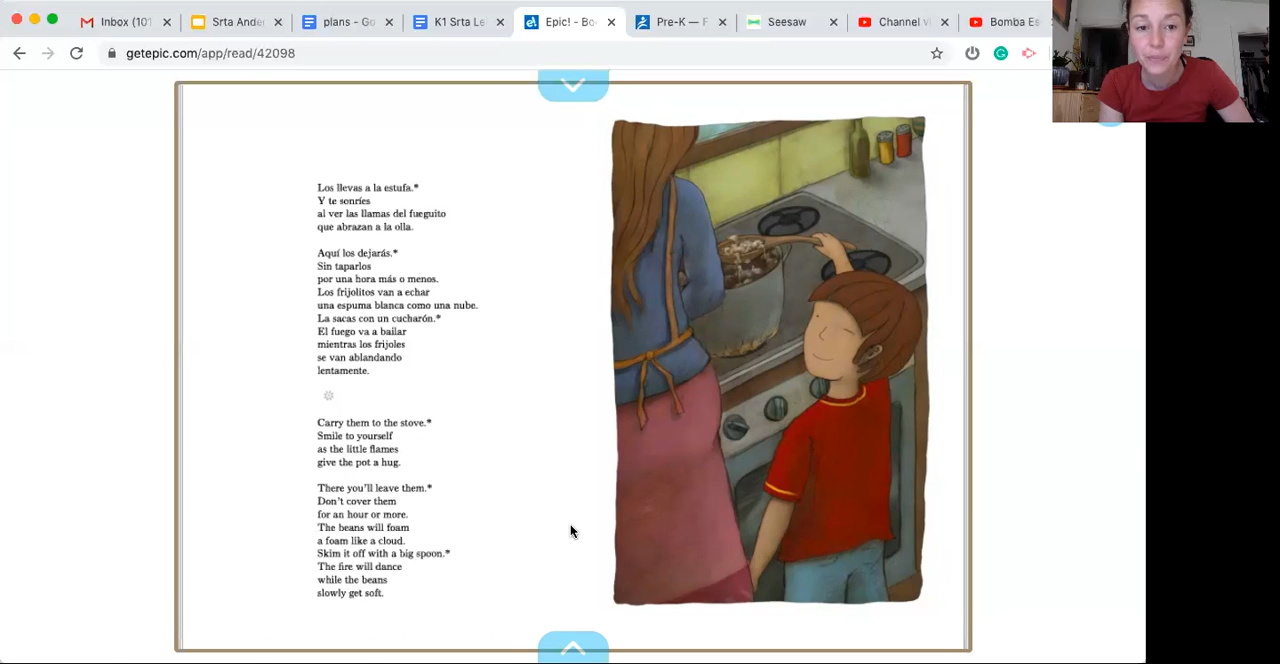 Inbox (101
Srta Ander
plans - Go
K1 Srta Le
Epic! - Bo
Pre-K — F
Seesaw
Channel v
Bomba Es
getepic.com/app/read/42098
Los llevas a la estufa.*
Y te sonríes
al ver las llamas del fueguito
que abrazan a la olla.
Aquí los dejarás.*
Sin taparlos
por una hora más o menos.
Los frijolitos van a echar
una espuma blanca como una nube.
La sacas con un cucharón.*
El fuego va a bailar
mientras los frijoles
se van ablandando
lentamente.
Carry them to the stove.*
Smile to yourself
as the little flames
give the pot a hug.
There you'll leave them.*
Don't cover them
for an hour or more.
The beans will foam
a foam like a cloud.
Skim it off with a big spoon.*
The fire will dance
while the beans
slowly get soft.